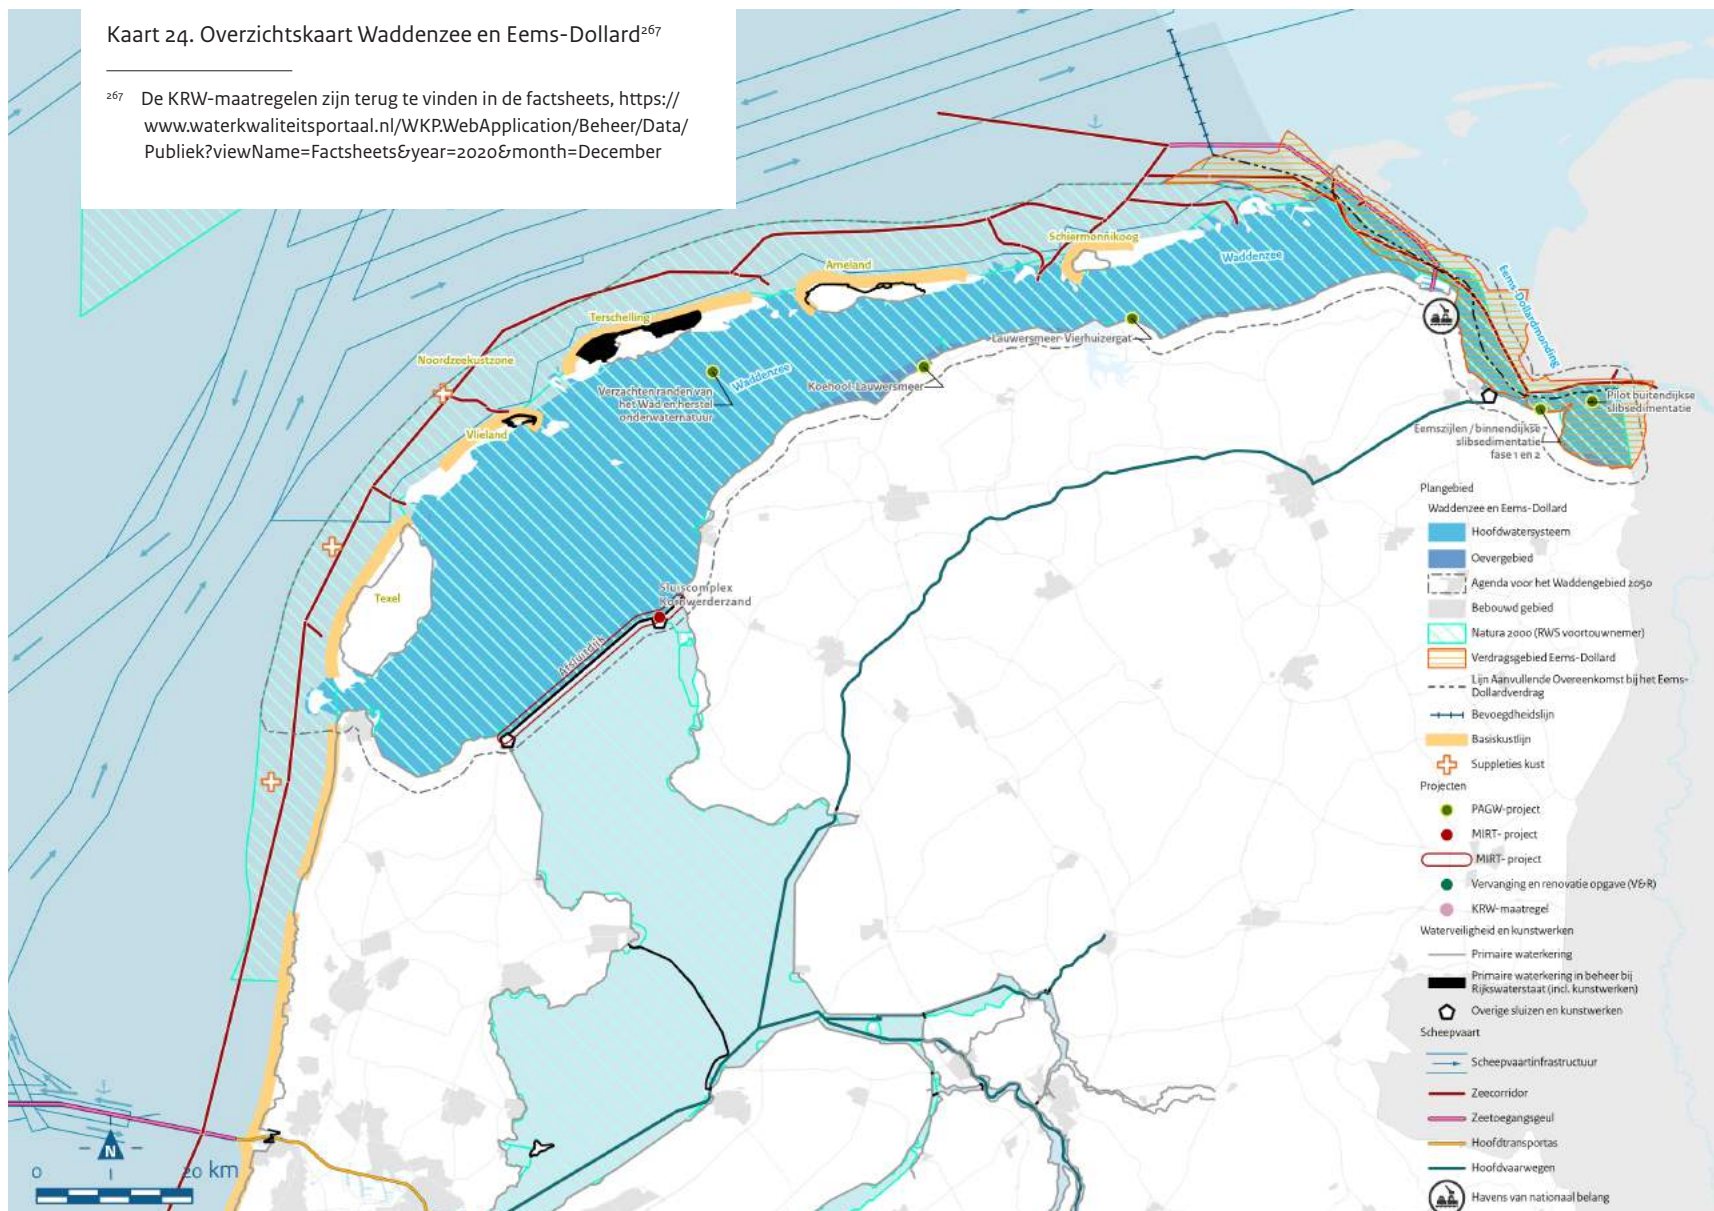 Kaart 24. Overzichtskaart Waddenzee en Eems-Dollard²⁶⁷
²⁶⁷ De KRW-maatregelen zijn terug te vinden in de factsheets, https://
www.waterkwaliteitsportaal.nl/WKP.WebApplication/Beheer/Data/
Publiek?viewName=Factsheets&year=2020&month=December
Schiermonnikoog
Waddenzee
Ameland
Eems-Dollardmonding
Terschelling
Lauwersmeer-Vierhuizergat
Noordzeekustzone
Waddenzee
Koehool-Lauwersmeer
Verzachten randen van
het Wad en herstel
onderwaternatuur
Pilot buitendijkse
slibsedimentatie
Vlieland
Eemszijlen / binnendijkse
slibsedimentatie
fase 1 en 2
Texel
Sluiscomplex
Kornwerderzand
Afsluitdijk
Plangebied
Waddenzee en Eems-Dollard
Hoofdwatersysteem
Oevergebied
Agenda voor het Waddengebied 2050
Bebouwd gebied
Natura 2000 (RWS voortouwnemer)
Verdragsgebied Eems-Dollard
Lijn Aanvullende Overeenkomst bij het Eems-
Dollardverdrag
Bevoegdheidslijn
Basiskustlijn
Suppleties kust
Projecten
PAGW-project
MIRT- project
MIRT- project
Vervanging en renovatie opgave (V&R)
KRW-maatregel
Waterveiligheid en kunstwerken
Primaire waterkering
Primaire waterkering in beheer bij
Rijkswaterstaat (incl. kunstwerken)
Overige sluizen en kunstwerken
Scheepvaart
Scheepvaartinfrastructuur
Zeecorridor
Zeetoegangsgeul
Hoofdtransportas
Hoofdvaarwegen
Havens van nationaal belang
N
0 20 km